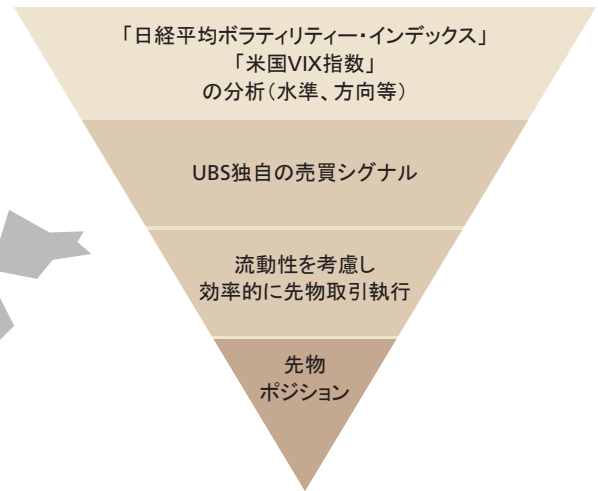 「日経平均ボラティリティー・インデックス」
「米国VIX指数」
の分析(水準、方向等)
UBS独自の売買シグナル
流動性を考慮し
効率的に先物取引執行
先物
ポジション